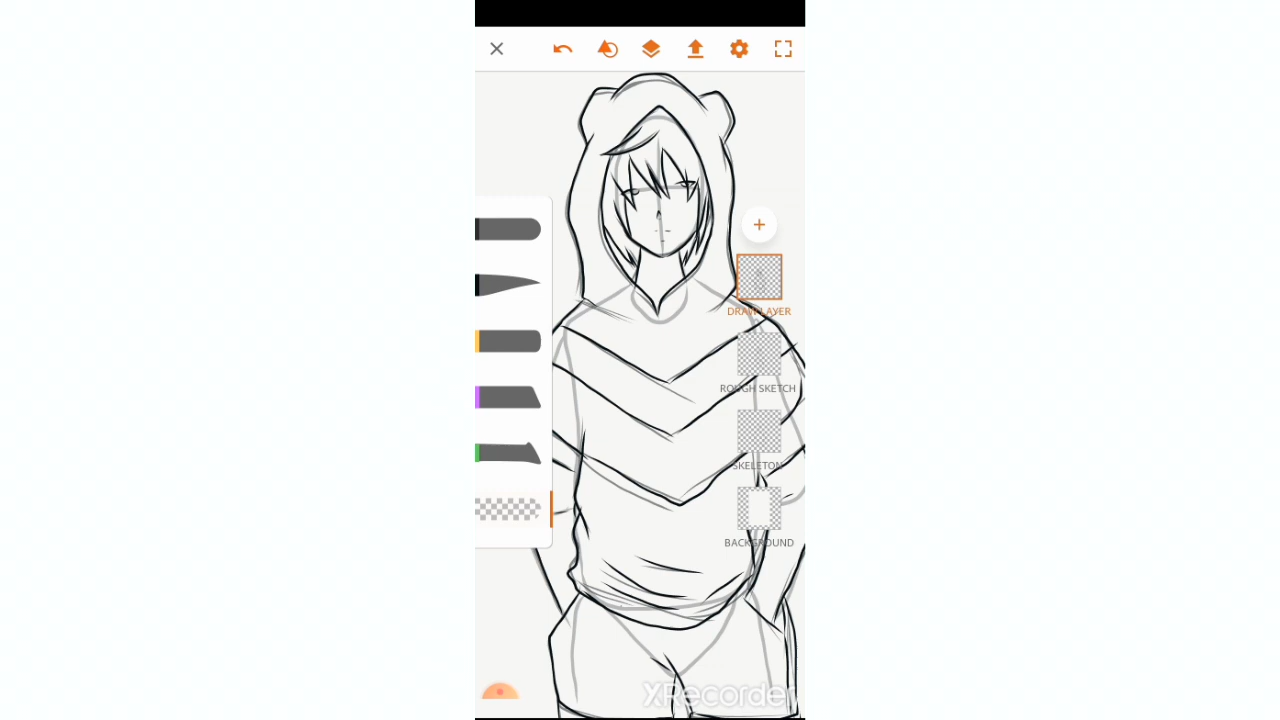 DRAW LAYER
ROUGH SKETCH
SKELETON
BACKGROUND
XRecorder